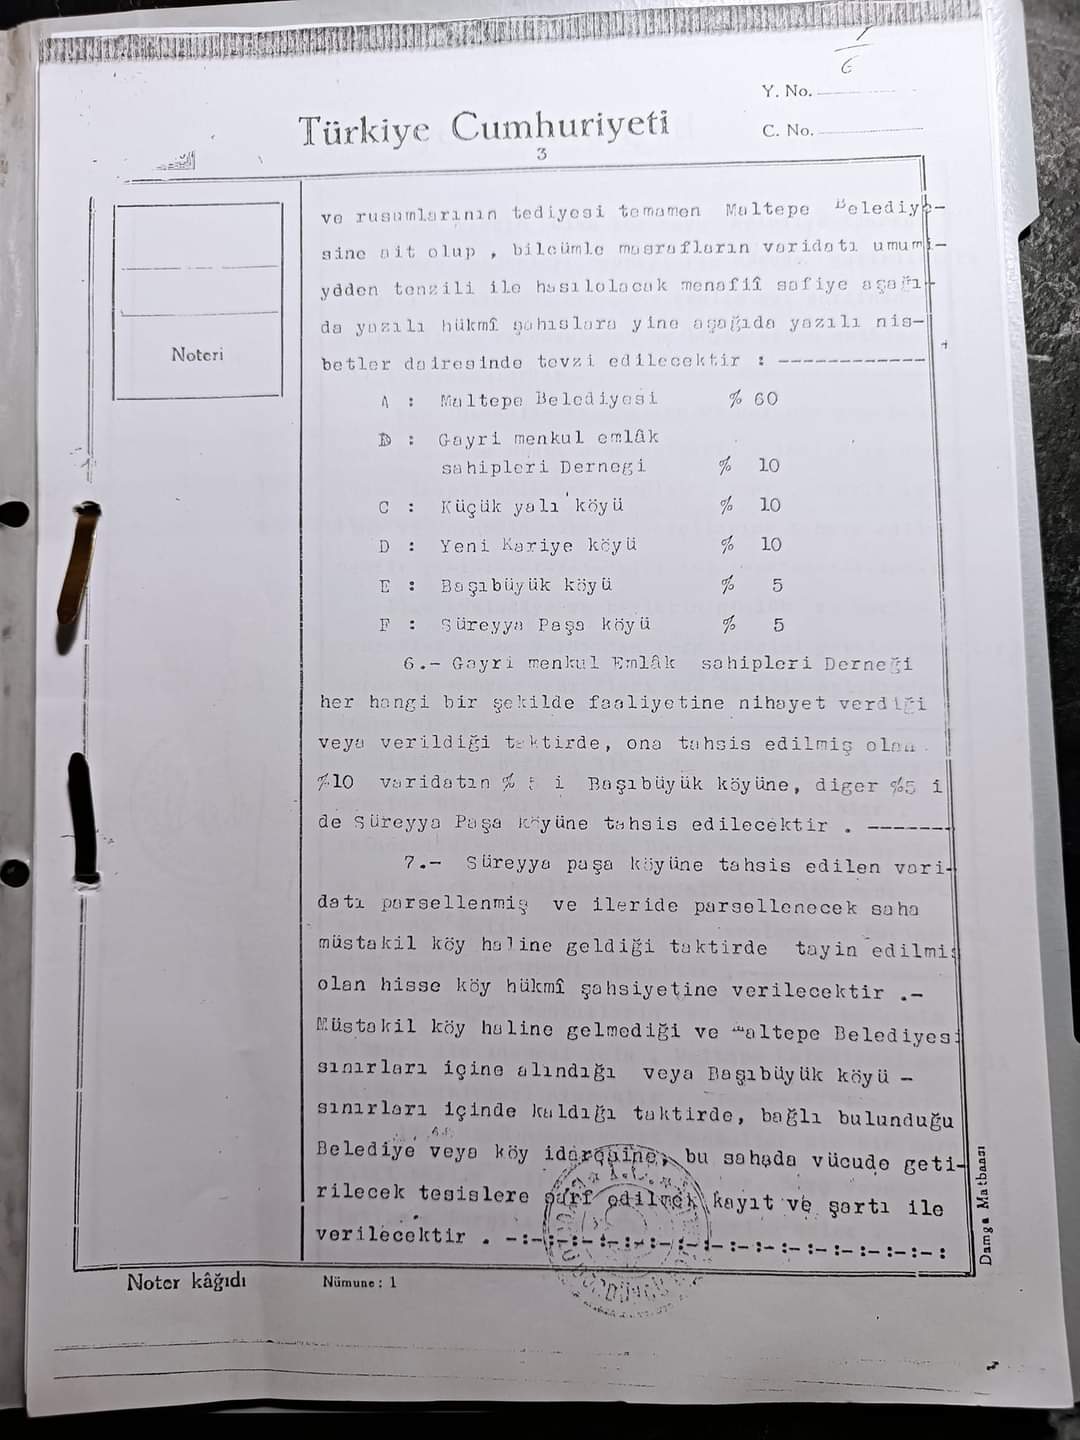 1
6
Y. No.
C. No.
Türkiye Cumhuriyeti
3
Noteri
ve rusumlarının tediyesi tamamen Maltepe Belediye-
sine ait olup , bilcümle masrafların varidatı umumi-
ydden tenzili ile hasılolacak menafiî safiye aşağı-
da yazılı hükmî şahıslara yine aşağıda yazılı nis-
betler dairesinde tevzi edilecektir : ------------
A : Maltepe Belediyesi % 60
B : Gayri menkul emlâk
sahipleri Dernegi % 10
C : Küçük yalı köyü % 10
D : Yeni Kariye köyü % 10
E : Başıbüyük köyü % 5
F : Süreyya Paşa köyü % 5
6.- Gayri menkul Emlâk sahipleri Derneği
her hangi bir şekilde faaliyetine nihayet verdiği
veya verildiği taktirde, ona tahsis edilmiş olan
%10 varidatın % 5 i Başıbüyük köyüne, diger %5 i
de Süreyya Paşa köyüne tahsis edilecektir . -------
7.- Süreyya paşa köyüne tahsis edilen vari-
datı parsellenmiş ve ileride parsellenecek saha
müstakil köy haline geldiği taktirde tayin edilmiş
olan hisse köy hükmî şahsiyetine verilecektir .-
Müstakil köy haline gelmediği ve Maltepe Belediyesi
sınırları içine alındığı veya Başıbüyük köyü -
sınırları içinde kaldığı taktirde, bağlı bulunduğu
Belediye veya köy idaresine, bu sahada vücude geti-
rilecek tesislere sarf edilmek kayıt ve şartı ile
verilecektir . -:-:-:-:-:-:-:-:-:-:-:-:-:-:-:-:-:
Damga Matbaası
Noter kâğıdı
Nümune : 1